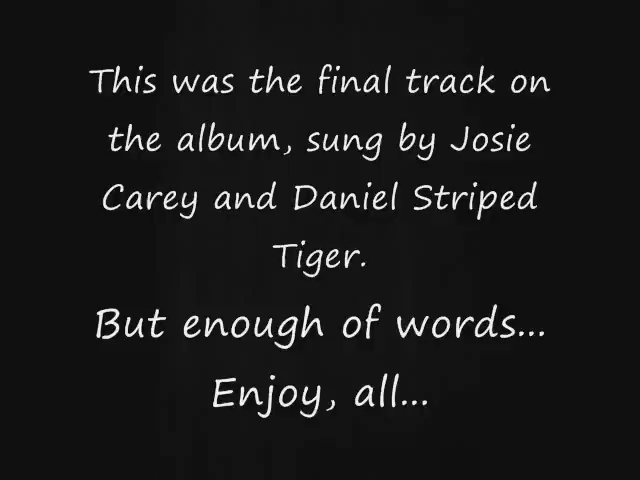 This was the final track on
the album, sung by Josie
Carey and Daniel Striped
Tiger.
But enough of words...
Enjoy, all...